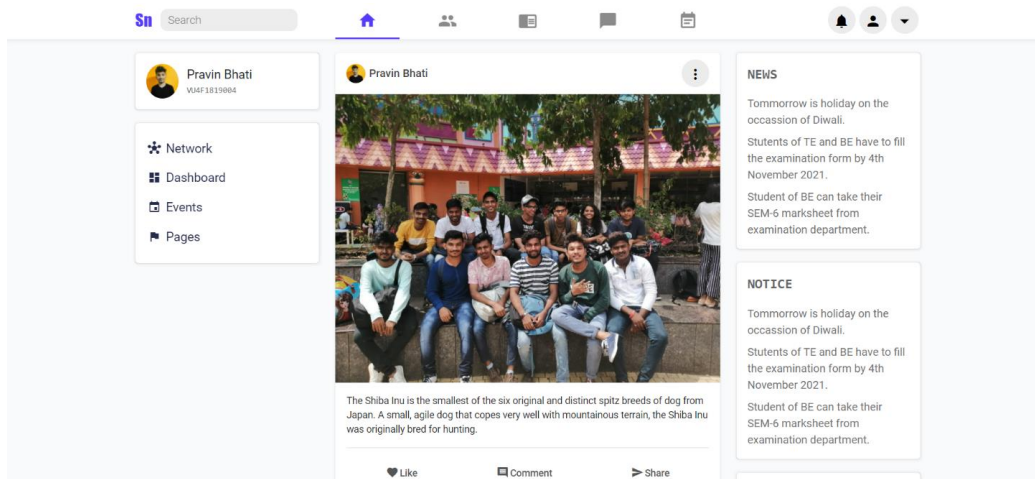 Sn Search
Pravin Bhati
VU4F1819004
Network
Dashboard
Events
Pages
Pravin Bhati
The Shiba Inu is the smallest of the six original and distinct spitz breeds of dog from
Japan. A small, agile dog that copes very well with mountainous terrain, the Shiba Inu
was originally bred for hunting.
Like Comment Share
NEWS
Tommorrow is holiday on the
occassion of Diwali.
Stutents of TE and BE have to fill
the examination form by 4th
November 2021.
Student of BE can take their
SEM-6 marksheet from
examination department.
NOTICE
Tommorrow is holiday on the
occassion of Diwali.
Stutents of TE and BE have to fill
the examination form by 4th
November 2021.
Student of BE can take their
SEM-6 marksheet from
examination department.